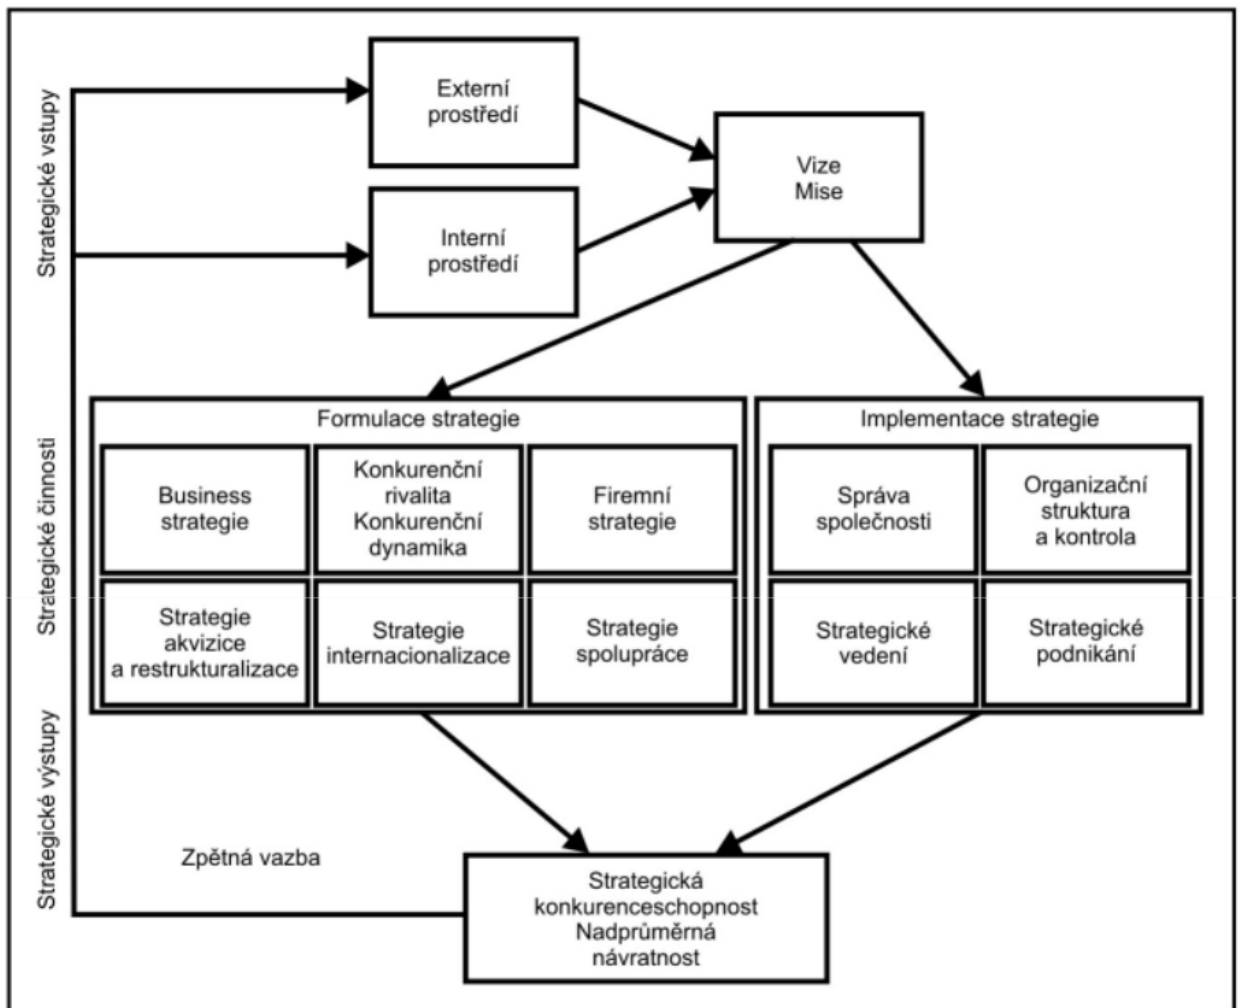 Strategické vstupy
Externí
prostředí
Vize
Mise
Interní
prostředí
Strategické činnosti
Formulace strategie
Business
strategie
Konkurenční
rivalita
Konkurenční
dynamika
Firemní
strategie
Strategie
akvizice
a restrukturalizace
Strategie
internacionalizace
Strategie
spolupráce
Implementace strategie
Správa
společnosti
Organizační
struktura
a kontrola
Strategické
vedení
Strategické
podnikání
Strategické výstupy
Zpětná vazba
Strategická
konkurenceschopnost
Nadprůměrná
návratnost